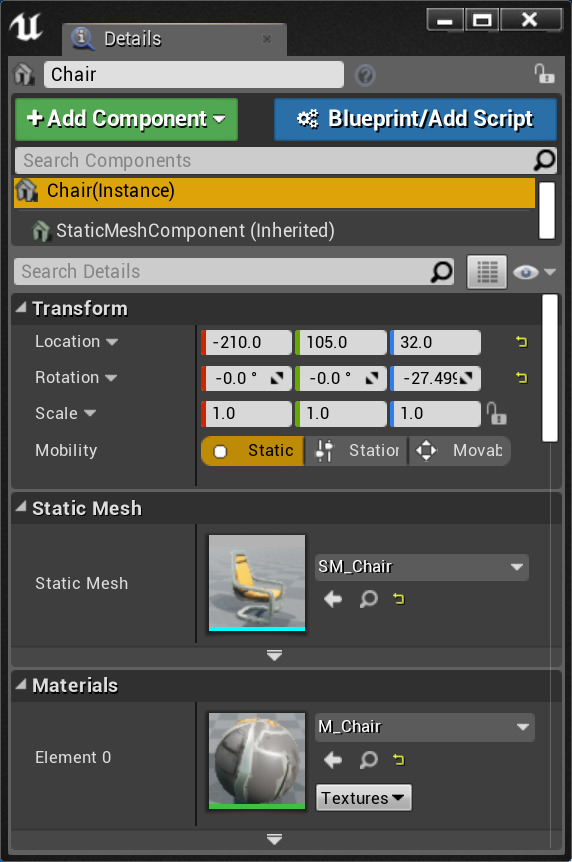 Details
Chair
Add Component
Blueprint/Add Script
Search Components
Chair(Instance)
StaticMeshComponent (Inherited)
Search Details
Transform
Location -210.0 105.0 32.0
Rotation -0.0 ° -0.0 ° -27.499
Scale 1.0 1.0 1.0
Mobility Static Station Movab
Static Mesh
Static Mesh SM_Chair
Materials
Element 0 M_Chair
Textures